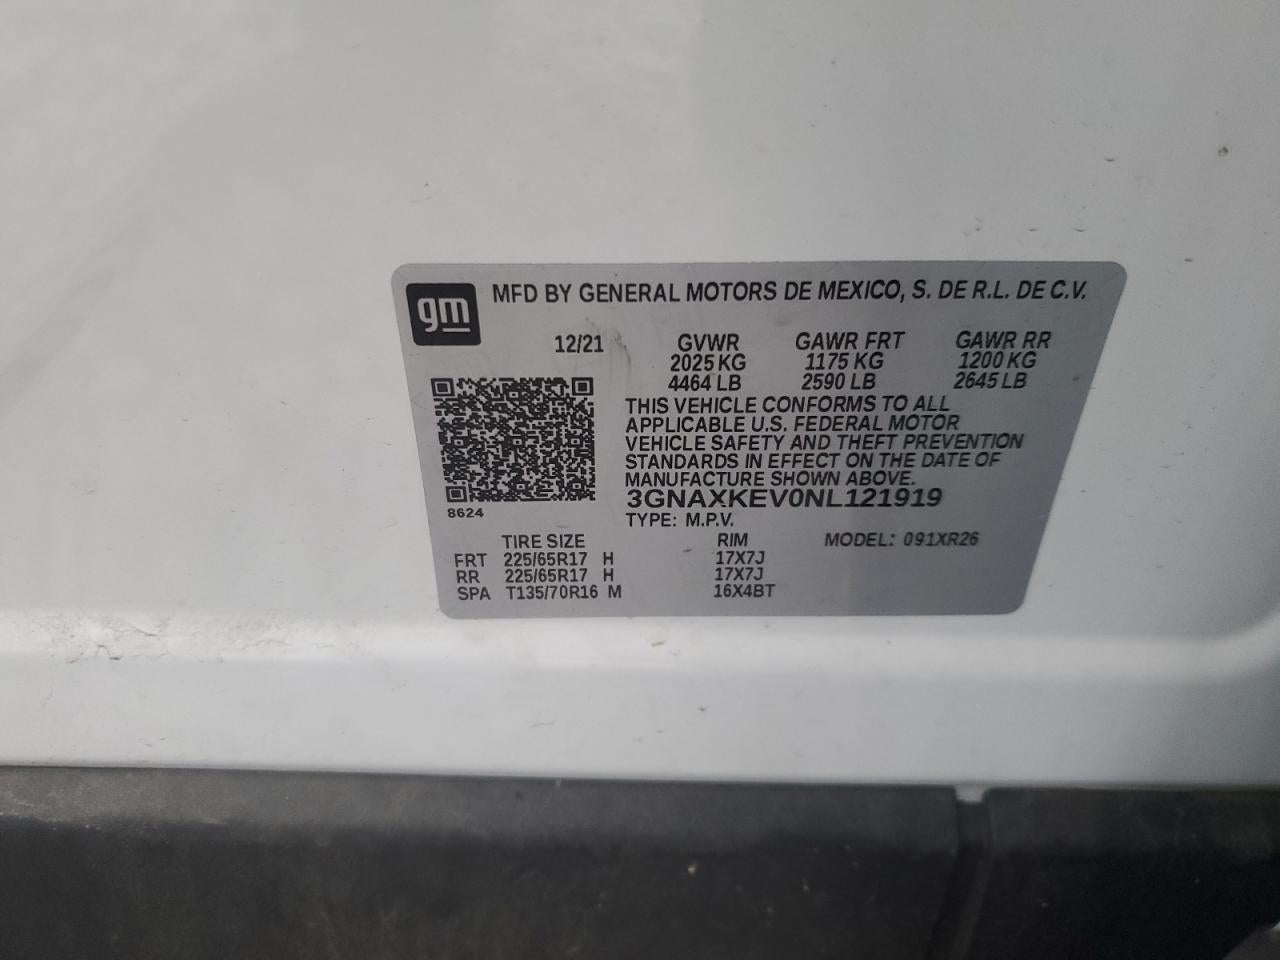 gm
MFD BY GENERAL MOTORS DE MEXICO, S. DE R.L. DE C.V.
12/21 GVWR GAWR FRT GAWR RR
2025 KG 1175 KG 1200 KG
4464 LB 2590 LB 2645 LB
THIS VEHICLE CONFORMS TO ALL
APPLICABLE U.S. FEDERAL MOTOR
VEHICLE SAFETY AND THEFT PREVENTION
STANDARDS IN EFFECT ON THE DATE OF
MANUFACTURE SHOWN ABOVE.
3GNAXKEV0NL121919
8624
TYPE: M.P.V.
TIRE SIZE RIM MODEL: 091XR26
FRT 225/65R17 H 17X7J
RR 225/65R17 H 17X7J
SPA T135/70R16 M 16X4BT